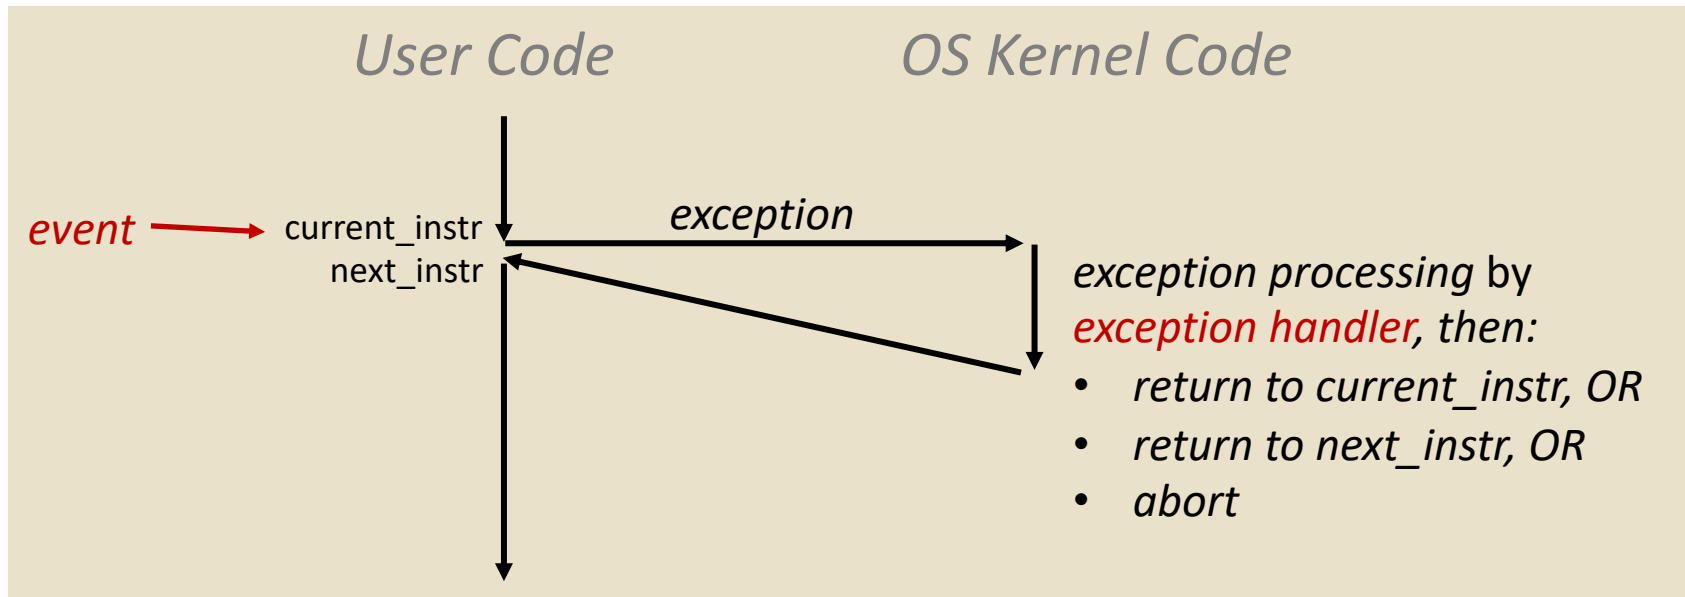 User Code
OS Kernel Code
event
current_instr
exception
next_instr
exception processing by
exception handler, then:
• return to current_instr, OR
• return to next_instr, OR
• abort